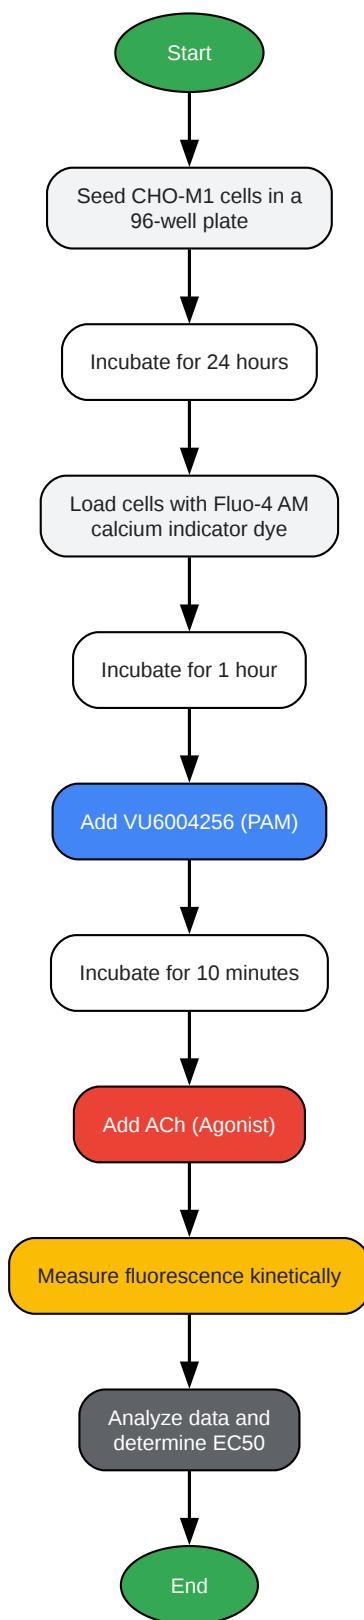 Start
Seed CHO-M1 cells in a
96-well plate
Incubate for 24 hours
Load cells with Fluo-4 AM
calcium indicator dye
Incubate for 1 hour
Add VU6004256 (PAM)
Incubate for 10 minutes
Add ACh (Agonist)
Measure fluorescence kinetically
Analyze data and
determine EC50
End